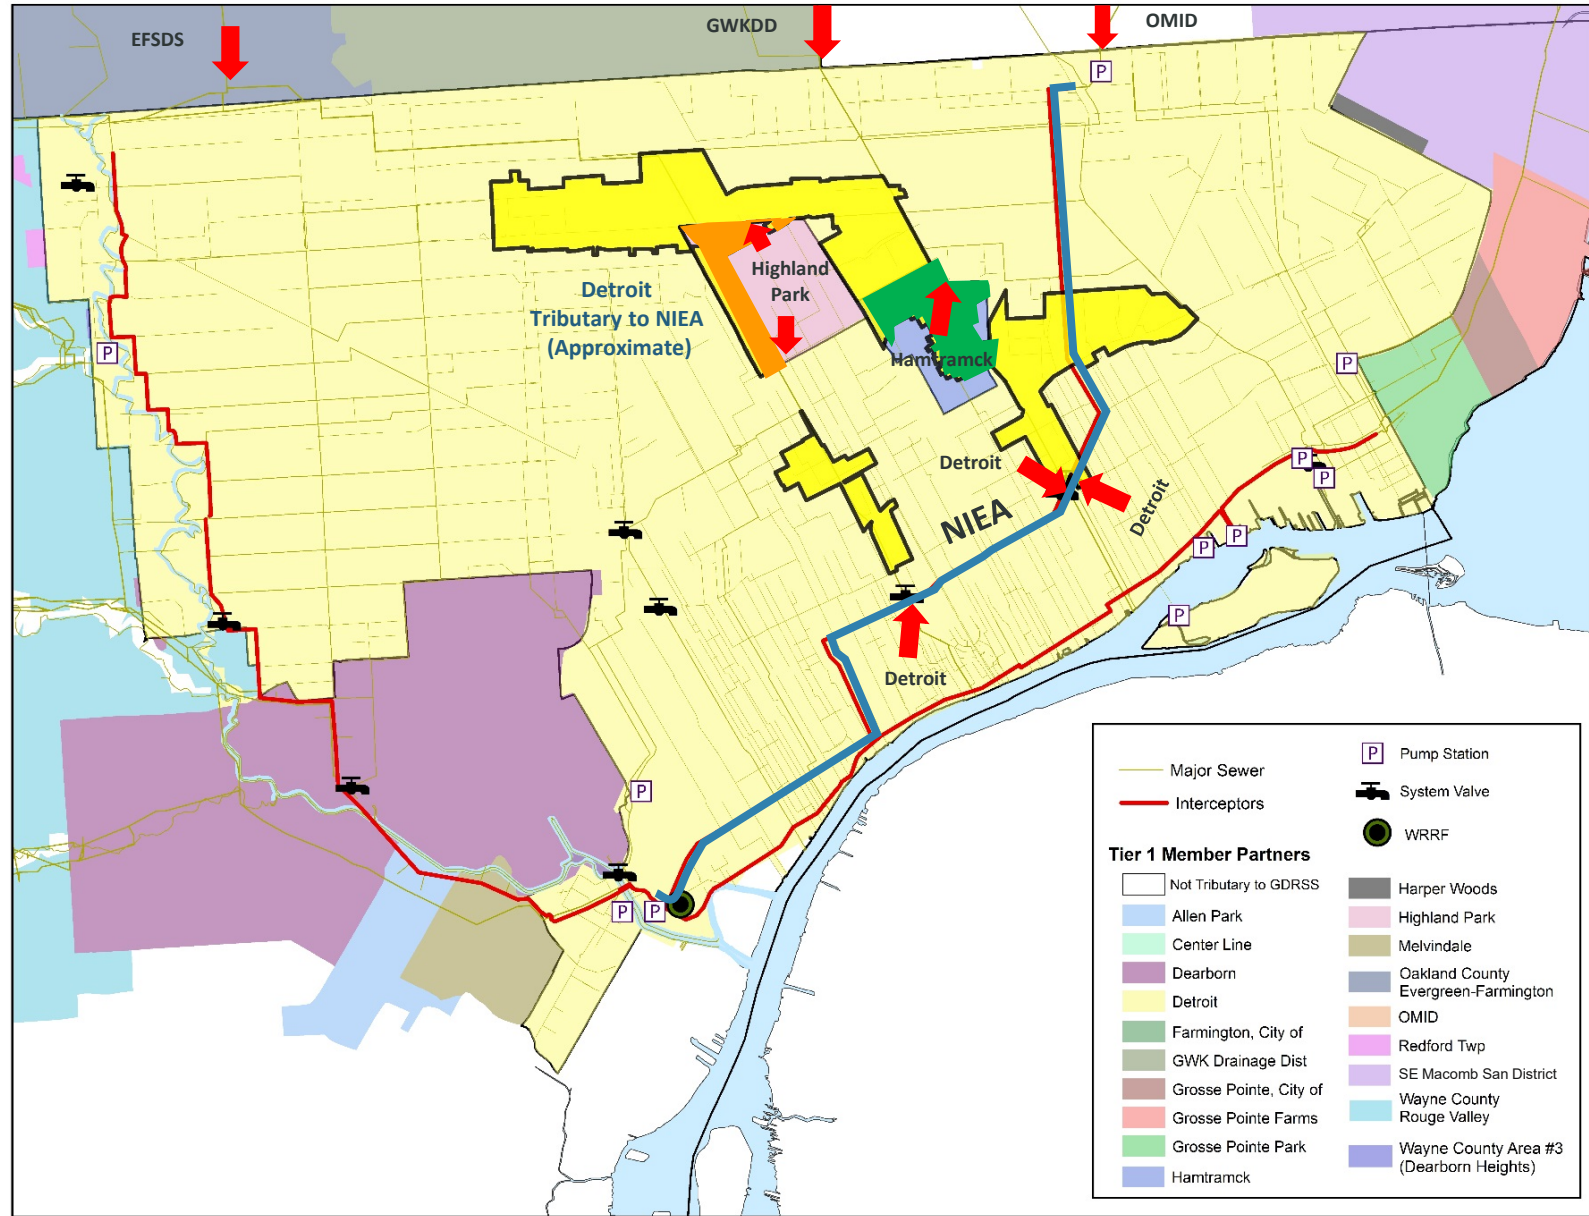 EFSDS
GWKDD
OMID
P
Highland
Park
Detroit
Tributary to NIEA
(Approximate)
P
Hamtramck
P
Detroit
P
P
Detroit
NIEA
P
P
P
Detroit
P
P
P
Major Sewer
Interceptors
P Pump Station
System Valve
WRRF
Tier 1 Member Partners
Not Tributary to GDRSS
Allen Park
Center Line
Dearborn
Detroit
Farmington, City of
GWK Drainage Dist
Grosse Pointe, City of
Grosse Pointe Farms
Grosse Pointe Park
Hamtramck
Harper Woods
Highland Park
Melvindale
Oakland County
Evergreen-Farmington
OMID
Redford Twp
SE Macomb San District
Wayne County
Rouge Valley
Wayne County Area #3
(Dearborn Heights)